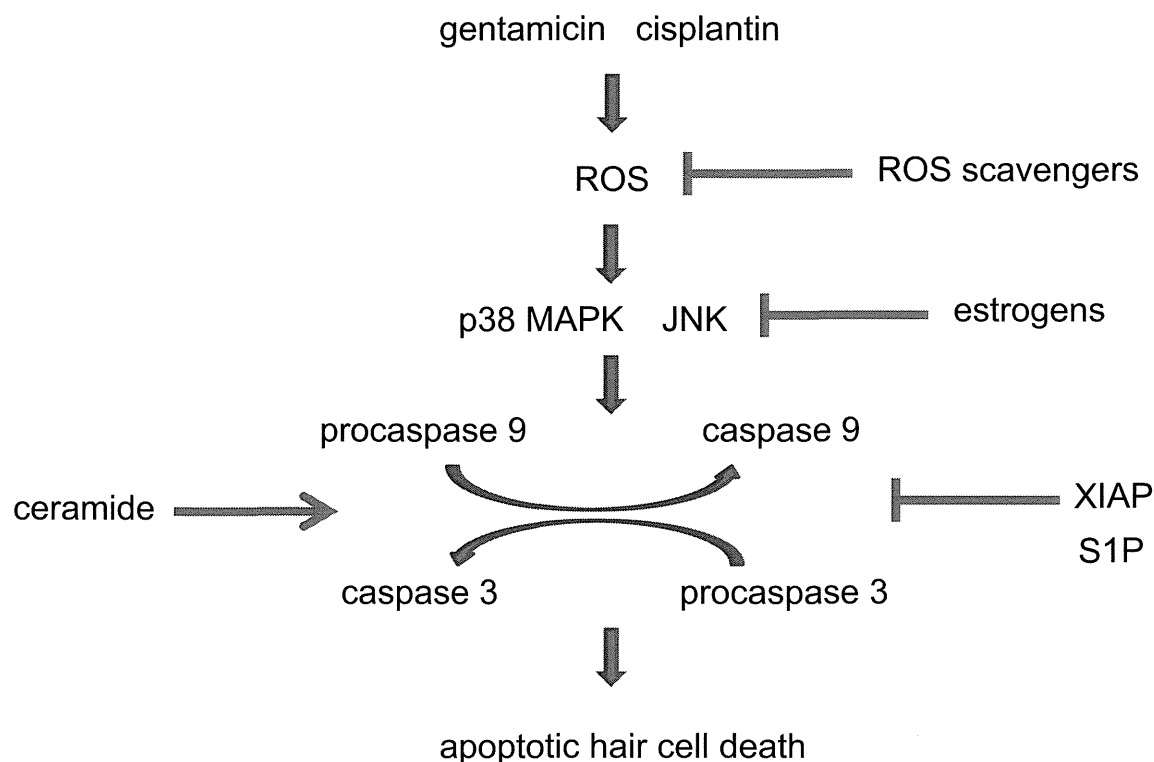 gentamicin cisplantin
ROS
ROS scavengers
p38 MAPK JNK
estrogens
procaspase 9
caspase 9
ceramide
XIAP
S1P
caspase 3
procaspase 3
apoptotic hair cell death